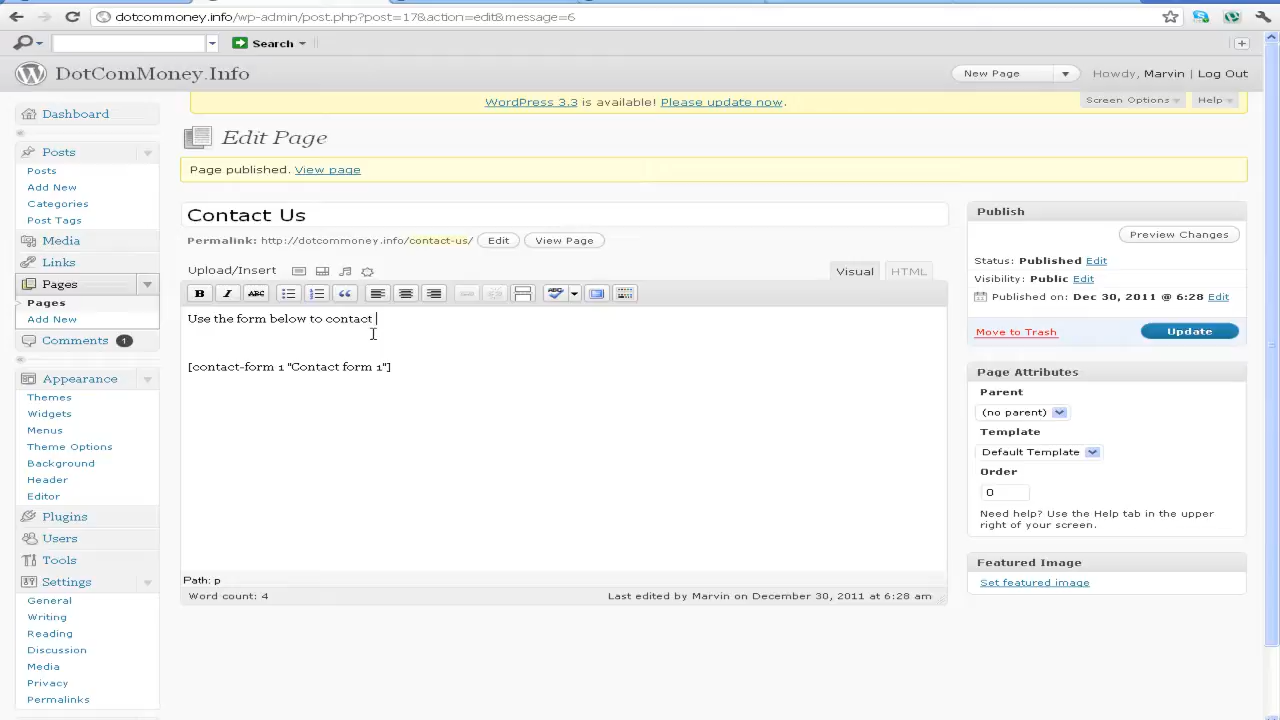 dotcommoney.info/wp-admin/post.php?post=17&action=edit&message=6
Search
DotComMoney.Info
New Page
Howdy, Marvin | Log Out
WordPress 3.3 is available! Please update now.
Screen Options
Help
Dashboard
Posts
Posts
Add New
Categories
Post Tags
Media
Links
Pages
Pages
Add New
Comments 1
Appearance
Themes
Widgets
Menus
Theme Options
Background
Header
Editor
Plugins
Users
Tools
Settings
General
Writing
Reading
Discussion
Media
Privacy
Permalinks
Edit Page
Page published. View page
Contact Us
Permalink: http://dotcommoney.info/contact-us/ Edit View Page
Upload/Insert
Visual HTML
B I ABC ABC
Use the form below to contact
[contact-form 1 "Contact form 1"]
Path: p
Word count: 4
Last edited by Marvin on December 30, 2011 at 6:28 am
Publish
Preview Changes
Status: Published Edit
Visibility: Public Edit
Published on: Dec 30, 2011 @ 6:28 Edit
Move to Trash
Update
Page Attributes
Parent
(no parent)
Template
Default Template
Order
0
Need help? Use the Help tab in the upper
right of your screen.
Featured Image
Set featured image